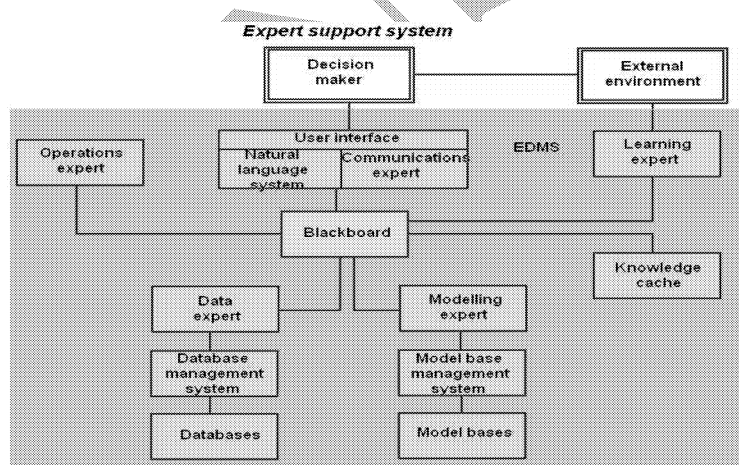 Expert support system
Decision
maker
External
environment
User interface
Natural
language
system
Communications
expert
EDMS
Operations
expert
Learning
expert
Blackboard
Knowledge
cache
Data
expert
Modelling
expert
Database
management
system
Model base
management
system
Databases
Model bases